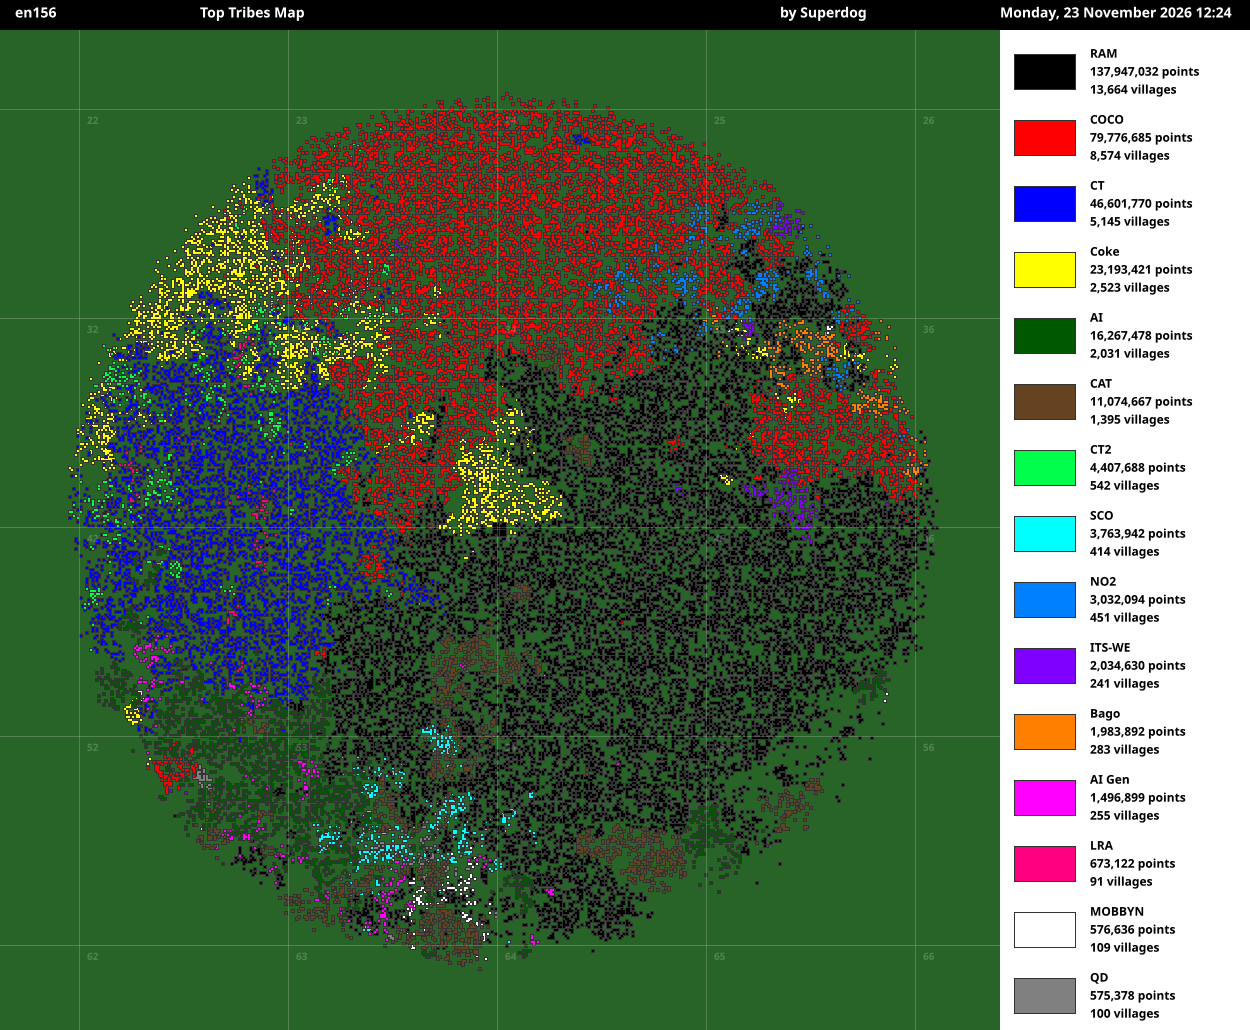 en156
Top Tribes Map
by Superdog
Monday, 23 November 2026 12:24
RAM
137,947,032 points
13,664 villages
COCO
79,776,685 points
8,574 villages
CT
46,601,770 points
5,145 villages
Coke
23,193,421 points
2,523 villages
AI
16,267,478 points
2,031 villages
CAT
11,074,667 points
1,395 villages
CT2
4,407,688 points
542 villages
SCO
3,763,942 points
414 villages
NO2
3,032,094 points
451 villages
ITS-WE
2,034,630 points
241 villages
Bago
1,983,892 points
283 villages
AI Gen
1,496,899 points
255 villages
LRA
673,122 points
91 villages
MOBBYN
576,636 points
109 villages
QD
575,378 points
100 villages
22
23
25
26
32
36
52
53
56
62
63
64
65
66